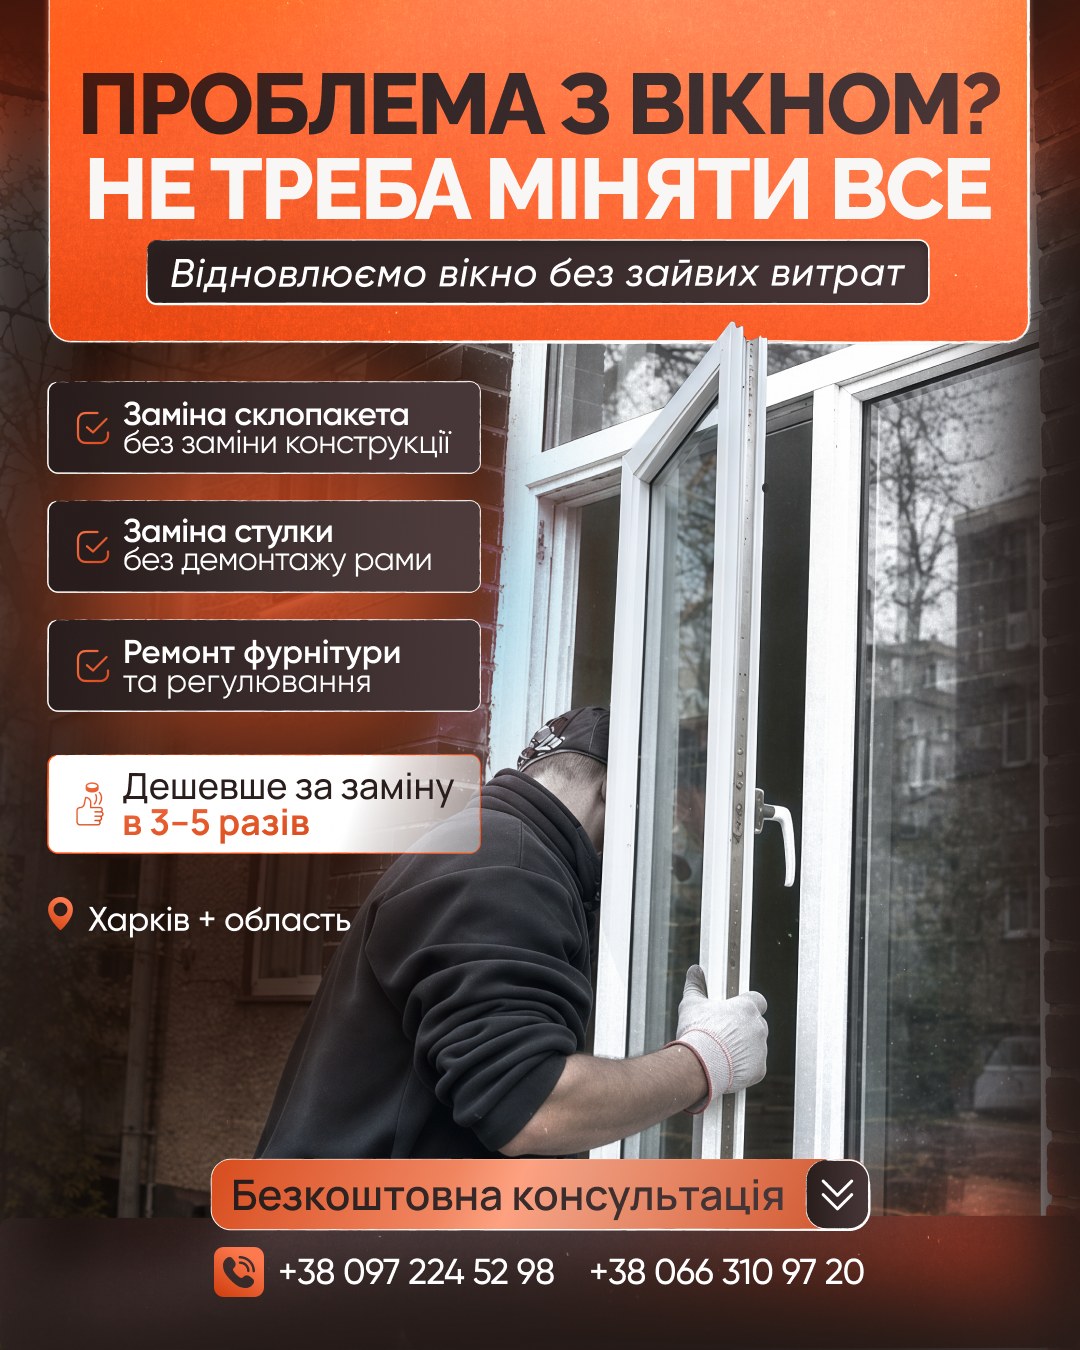 ПРОБЛЕМА З ВІКНОМ?
НЕ ТРЕБА МІНЯТИ ВСЕ
Відновлюємо вікно без зайвих витрат
Заміна склопакета
без заміни конструкції
Заміна стулки
без демонтажу рами
Ремонт фурнітури
та регулювання
Дешевше за заміну
в 3–5 разів
Харків + область
Безкоштовна консультація
+38 097 224 52 98 +38 066 310 97 20